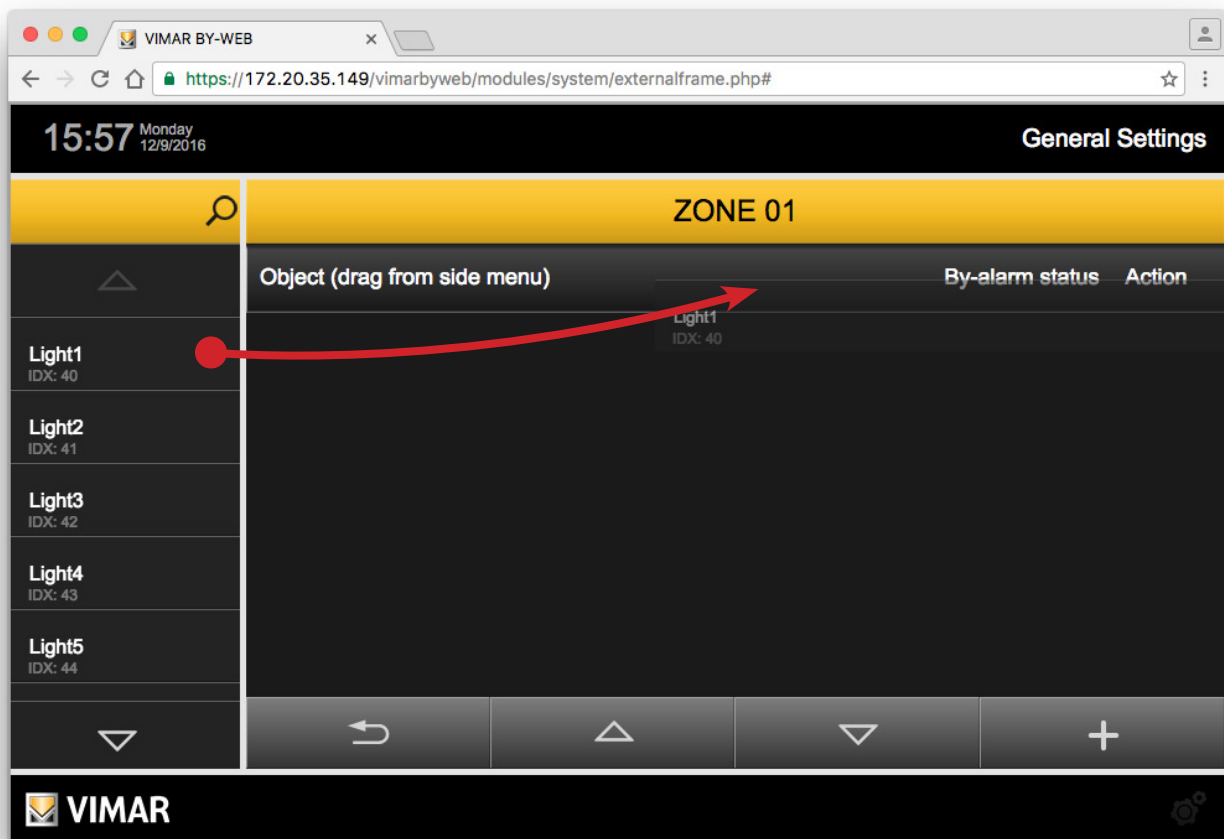 VIMAR BY-WEB
https://172.20.35.149/vimarbyweb/modules/system/externalframe.php#
15:57 Monday
12/9/2016
General Settings
ZONE 01
Object (drag from side menu)
By-alarm status Action
Light1
IDX: 40
Light1
IDX: 40
Light2
IDX: 41
Light3
IDX: 42
Light4
IDX: 43
Light5
IDX: 44
VIMAR